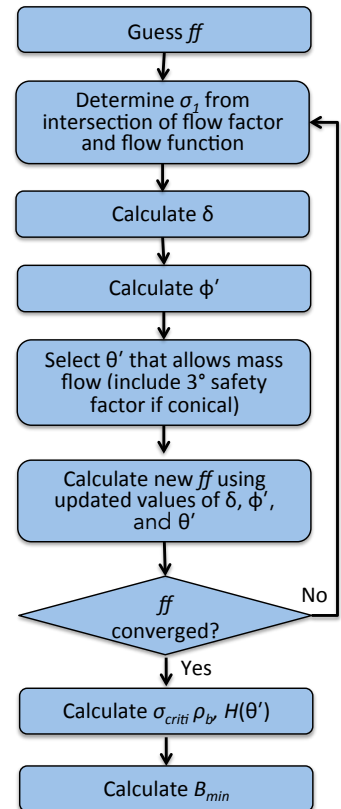 Guess ff
Determine σ1 from
intersection of flow factor
and flow function
Calculate δ
Calculate ϕ′
Select θ′ that allows mass
flow (include 3° safety
factor if conical)
Calculate new ff using
updated values of δ, ϕ′,
and θ′
ff
converged?
No
Yes
Calculate σcriti ρb, H(θ′)
Calculate Bmin